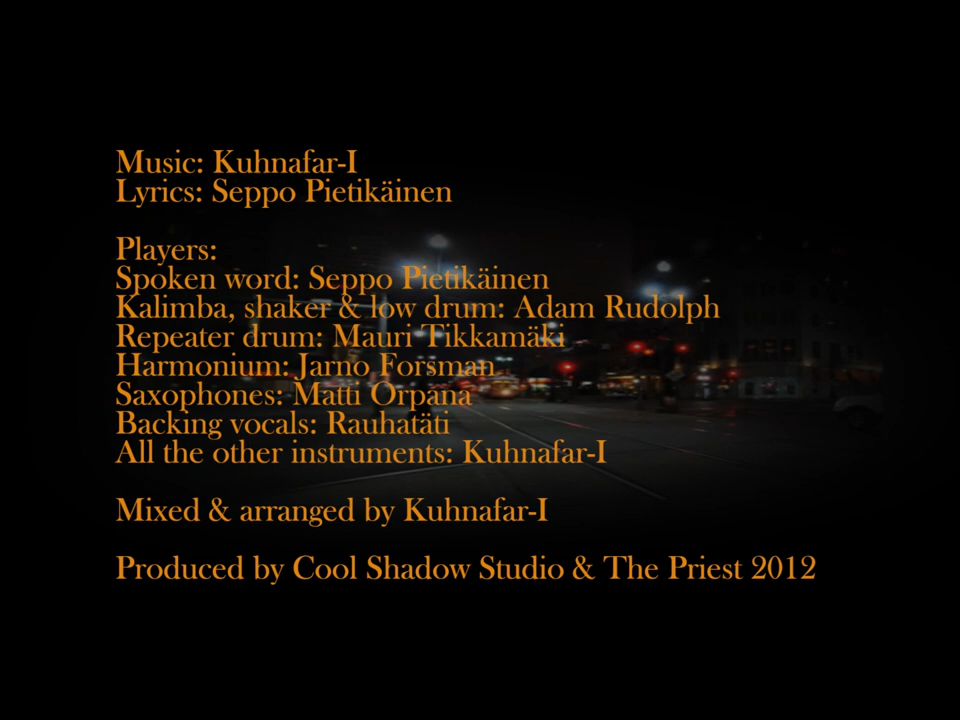 Music: Kuhnafar-I
Lyrics: Seppo Pietikäinen
Players:
Spoken word: Seppo Pietikäinen
Kalimba, shaker & low drum: Adam Rudolph
Repeater drum: Mauri Tikkamäki
Harmonium: Jarno Forsman
Saxophones: Matti Orpana
Backing vocals: Rauhatäti
All the other instruments: Kuhnafar-I
Mixed & arranged by Kuhnafar-I
Produced by Cool Shadow Studio & The Priest 2012